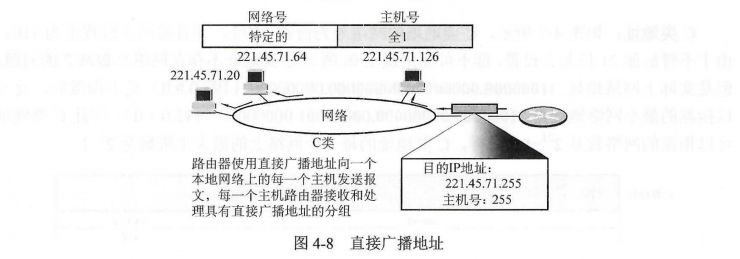 网络号 主机号
特定的 全1
221.45.71.64 221.45.71.126
221.45.71.20
网络
C类
路由器使用直接广播地址向一个
本地网络上的每一个主机发送报
文，每一个主机路由器接收和处
理具有直接广播地址的分组
目的IP地址：
221.45.71.255
主机号：255
图 4-8 直接广播地址